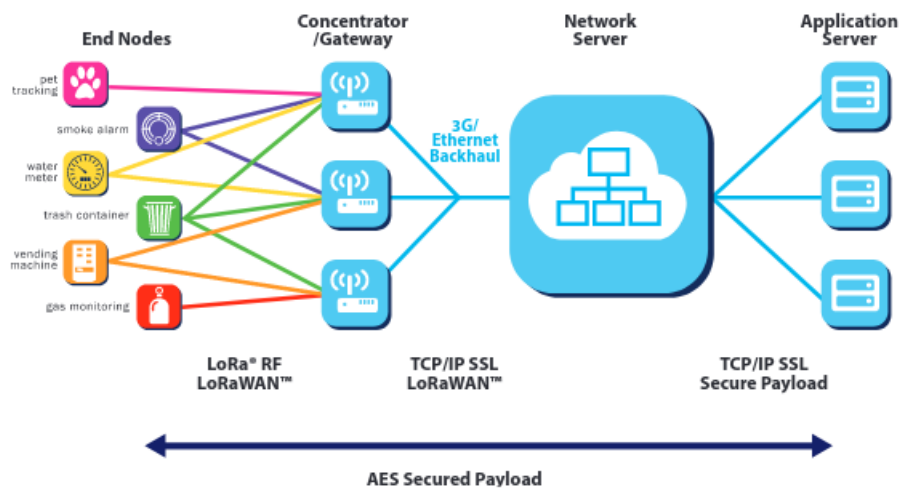 End Nodes
Concentrator
/Gateway
Network
Server
Application
Server
pet
tracking
smoke alarm
water
meter
trash container
vending
machine
gas monitoring
3G/
Ethernet
Backhaul
LoRa® RF
LoRaWAN™
TCP/IP SSL
LoRaWAN™
TCP/IP SSL
Secure Payload
AES Secured Payload